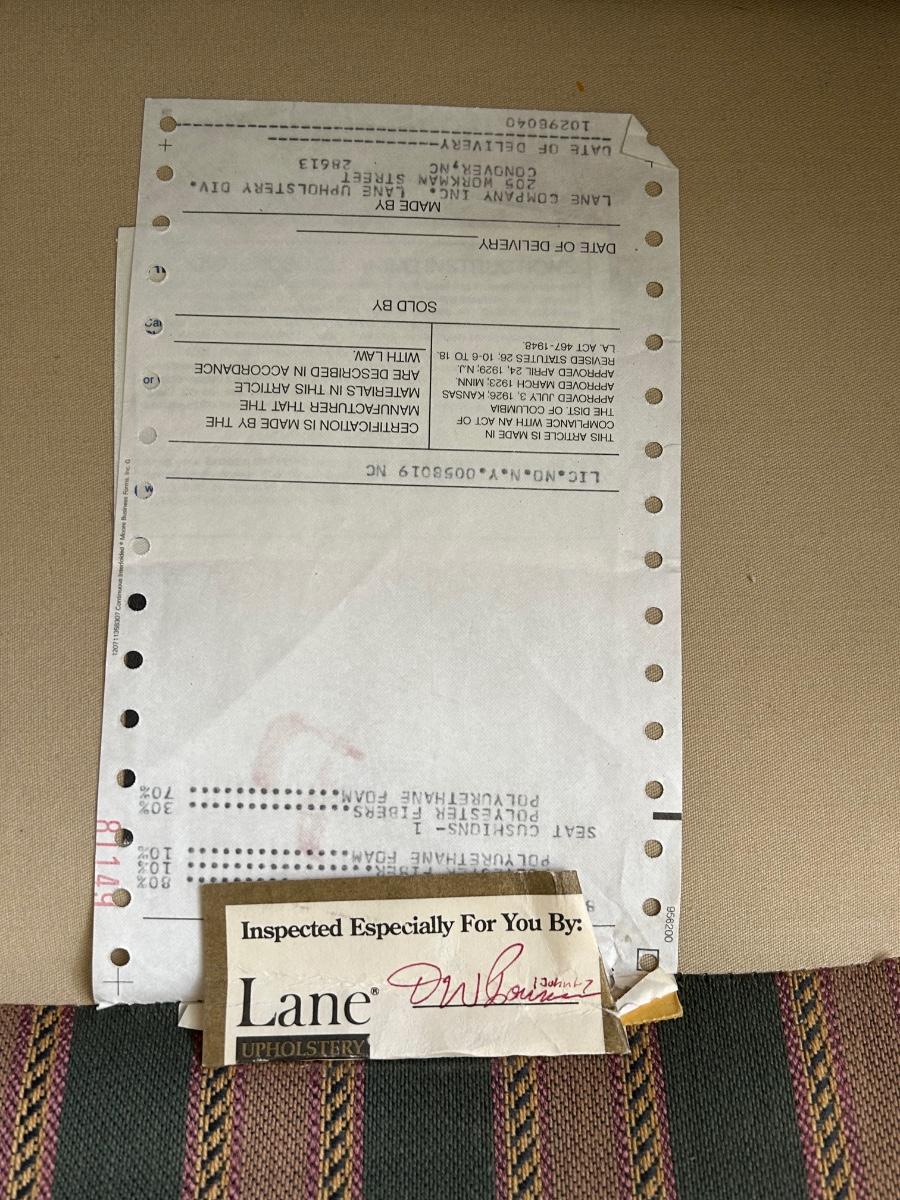 Inspected Especially For You By:
Lane®
UPHOLSTERY
80%
FIBER 10%
POLYURETHANE FOAM 10%
SEAT CUSHIONS- 1
POLYESTER FIBERS 30%
POLYURETHANE FOAM 70%
LIC.NO.N.Y.0058019 NC
THIS ARTICLE IS MADE IN
COMPLIANCE WITH AN ACT OF
THE DIST. OF COLUMBIA
APPROVED JULY 3, 1926; KANSAS
APPROVED MARCH 1923; MINN.
APPROVED APRIL 24, 1929; N.J.
REVISED STATUTES 26; 10-6 TO 18.
LA. ACT 467-1948.
CERTIFICATION IS MADE BY THE
MANUFACTURER THAT THE
MATERIALS IN THIS ARTICLE
ARE DESCRIBED IN ACCORDANCE
WITH LAW.
SOLD BY
DATE OF DELIVERY
MADE BY
LANE COMPANY INC. LANE UPHOLSTERY DIV.
205 WORKMAN STREET
CONOVER,NC 28613
DATE OF DELIVERY
10296040
956200
81149